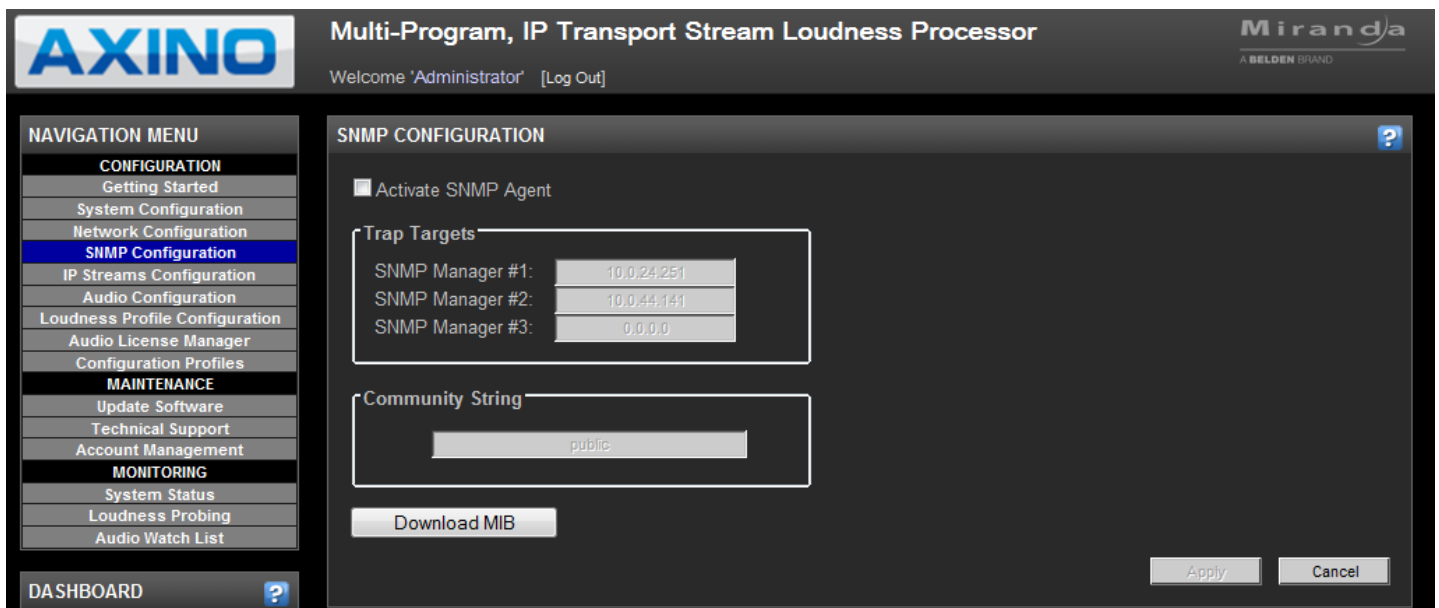 AXINO
Multi-Program, IP Transport Stream Loudness Processor
Welcome 'Administrator' [Log Out]
Miranda
A BELDEN BRAND
NAVIGATION MENU
CONFIGURATION
Getting Started
System Configuration
Network Configuration
SNMP Configuration
IP Streams Configuration
Audio Configuration
Loudness Profile Configuration
Audio License Manager
Configuration Profiles
MAINTENANCE
Update Software
Technical Support
Account Management
MONITORING
System Status
Loudness Probing
Audio Watch List
DASHBOARD ?
SNMP CONFIGURATION ?
Activate SNMP Agent
Trap Targets
SNMP Manager #1: 10.0.24.251
SNMP Manager #2: 10.0.44.141
SNMP Manager #3: 0.0.0.0
Community String
public
Download MIB
Apply Cancel